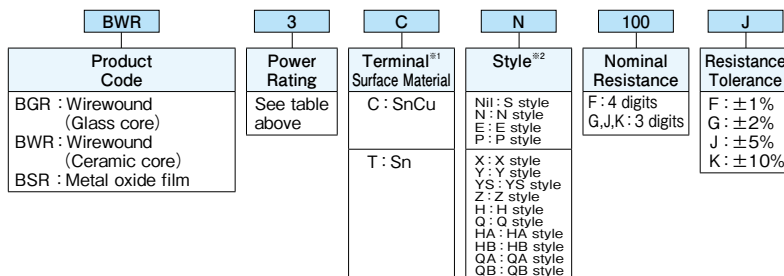 BWR
3
C
N
100
J
Product
Code
Power
Rating
Terminal※1
Surface Material
Style※2
Nominal
Resistance
Resistance
Tolerance
BGR：Wirewound
(Glass core)
BWR：Wirewound
(Ceramic core)
BSR：Metal oxide film
See table
above
C：SnCu
T：Sn
Nil：S style
N：N style
E：E style
P：P style
X：X style
Y：Y style
YS：YS style
Z：Z style
H：H style
Q：Q style
HA：HA style
HB：HB style
QA：QA style
QB：QB style
F：4 digits
G,J,K：3 digits
F：±1%
G：±2%
J：±5%
K：±10%